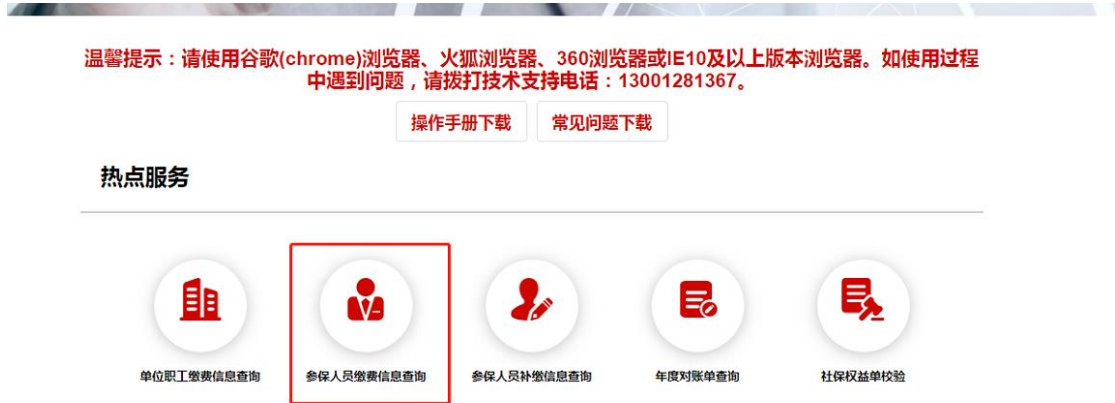 温馨提示：请使用谷歌(chrome)浏览器、火狐浏览器、360浏览器或IE10及以上版本浏览器。如使用过程
中遇到问题，请拨打技术支持电话：13001281367。
操作手册下载 常见问题下载
热点服务
单位职工缴费信息查询 参保人员缴费信息查询 参保人员补缴信息查询 年度对账单查询 社保权益单校验